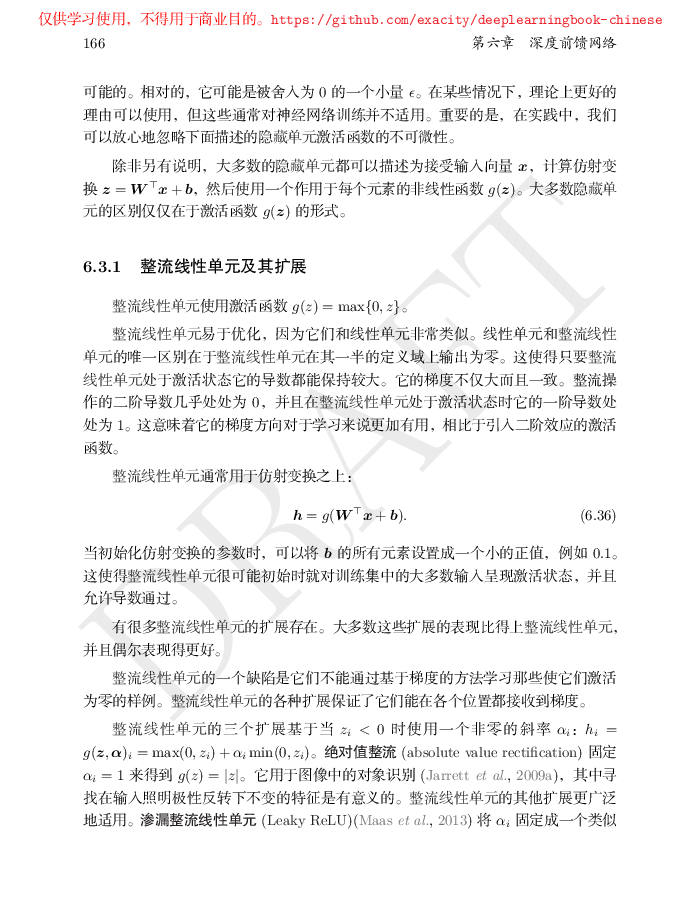 仅供学习使用，不得用于商业目的。https://github.com/exacity/deeplearningbook-chinese
166 第六章 深度前馈网络
可能的。相对的，它可能是被舍入为 0 的一个小量 ϵ。在某些情况下，理论上更好的
理由可以使用，但这些通常对神经网络训练并不适用。重要的是，在实践中，我们
可以放心地忽略下面描述的隐藏单元激活函数的不可微性。
除非另有说明，大多数的隐藏单元都可以描述为接受输入向量 x，计算仿射变
换 z = W⊤x + b，然后使用一个作用于每个元素的非线性函数 g(z)。大多数隐藏单
元的区别仅仅在于激活函数 g(z) 的形式。
6.3.1 整流线性单元及其扩展
整流线性单元使用激活函数 g(z) = max{0, z}。
整流线性单元易于优化，因为它们和线性单元非常类似。线性单元和整流线性
单元的唯一区别在于整流线性单元在其一半的定义域上输出为零。这使得只要整流
线性单元处于激活状态它的导数都能保持较大。它的梯度不仅大而且一致。整流操
作的二阶导数几乎处处为 0，并且在整流线性单元处于激活状态时它的一阶导数处
处为 1。这意味着它的梯度方向对于学习来说更加有用，相比于引入二阶效应的激活
函数。
整流线性单元通常用于仿射变换之上：
h = g(W⊤x + b). (6.36)
当初始化仿射变换的参数时，可以将 b 的所有元素设置成一个小的正值，例如 0.1。
这使得整流线性单元很可能初始时就对训练集中的大多数输入呈现激活状态，并且
允许导数通过。
有很多整流线性单元的扩展存在。大多数这些扩展的表现比得上整流线性单元，
并且偶尔表现得更好。
整流线性单元的一个缺陷是它们不能通过基于梯度的方法学习那些使它们激活
为零的样例。整流线性单元的各种扩展保证了它们能在各个位置都接收到梯度。
整流线性单元的三个扩展基于当 zᵢ < 0 时使用一个非零的斜率 αᵢ：hᵢ =
g(z, α)ᵢ = max(0, zᵢ) + αᵢ min(0, zᵢ)。绝对值整流 (absolute value rectification) 固定
αᵢ = 1 来得到 g(z) = |z|。它用于图像中的对象识别 (Jarrett et al., 2009a)，其中寻
找在输入照明极性反转下不变的特征是有意义的。整流线性单元的其他扩展更广泛
地适用。渗漏整流线性单元 (Leaky ReLU)(Maas et al., 2013) 将 αᵢ 固定成一个类似
DRAFT